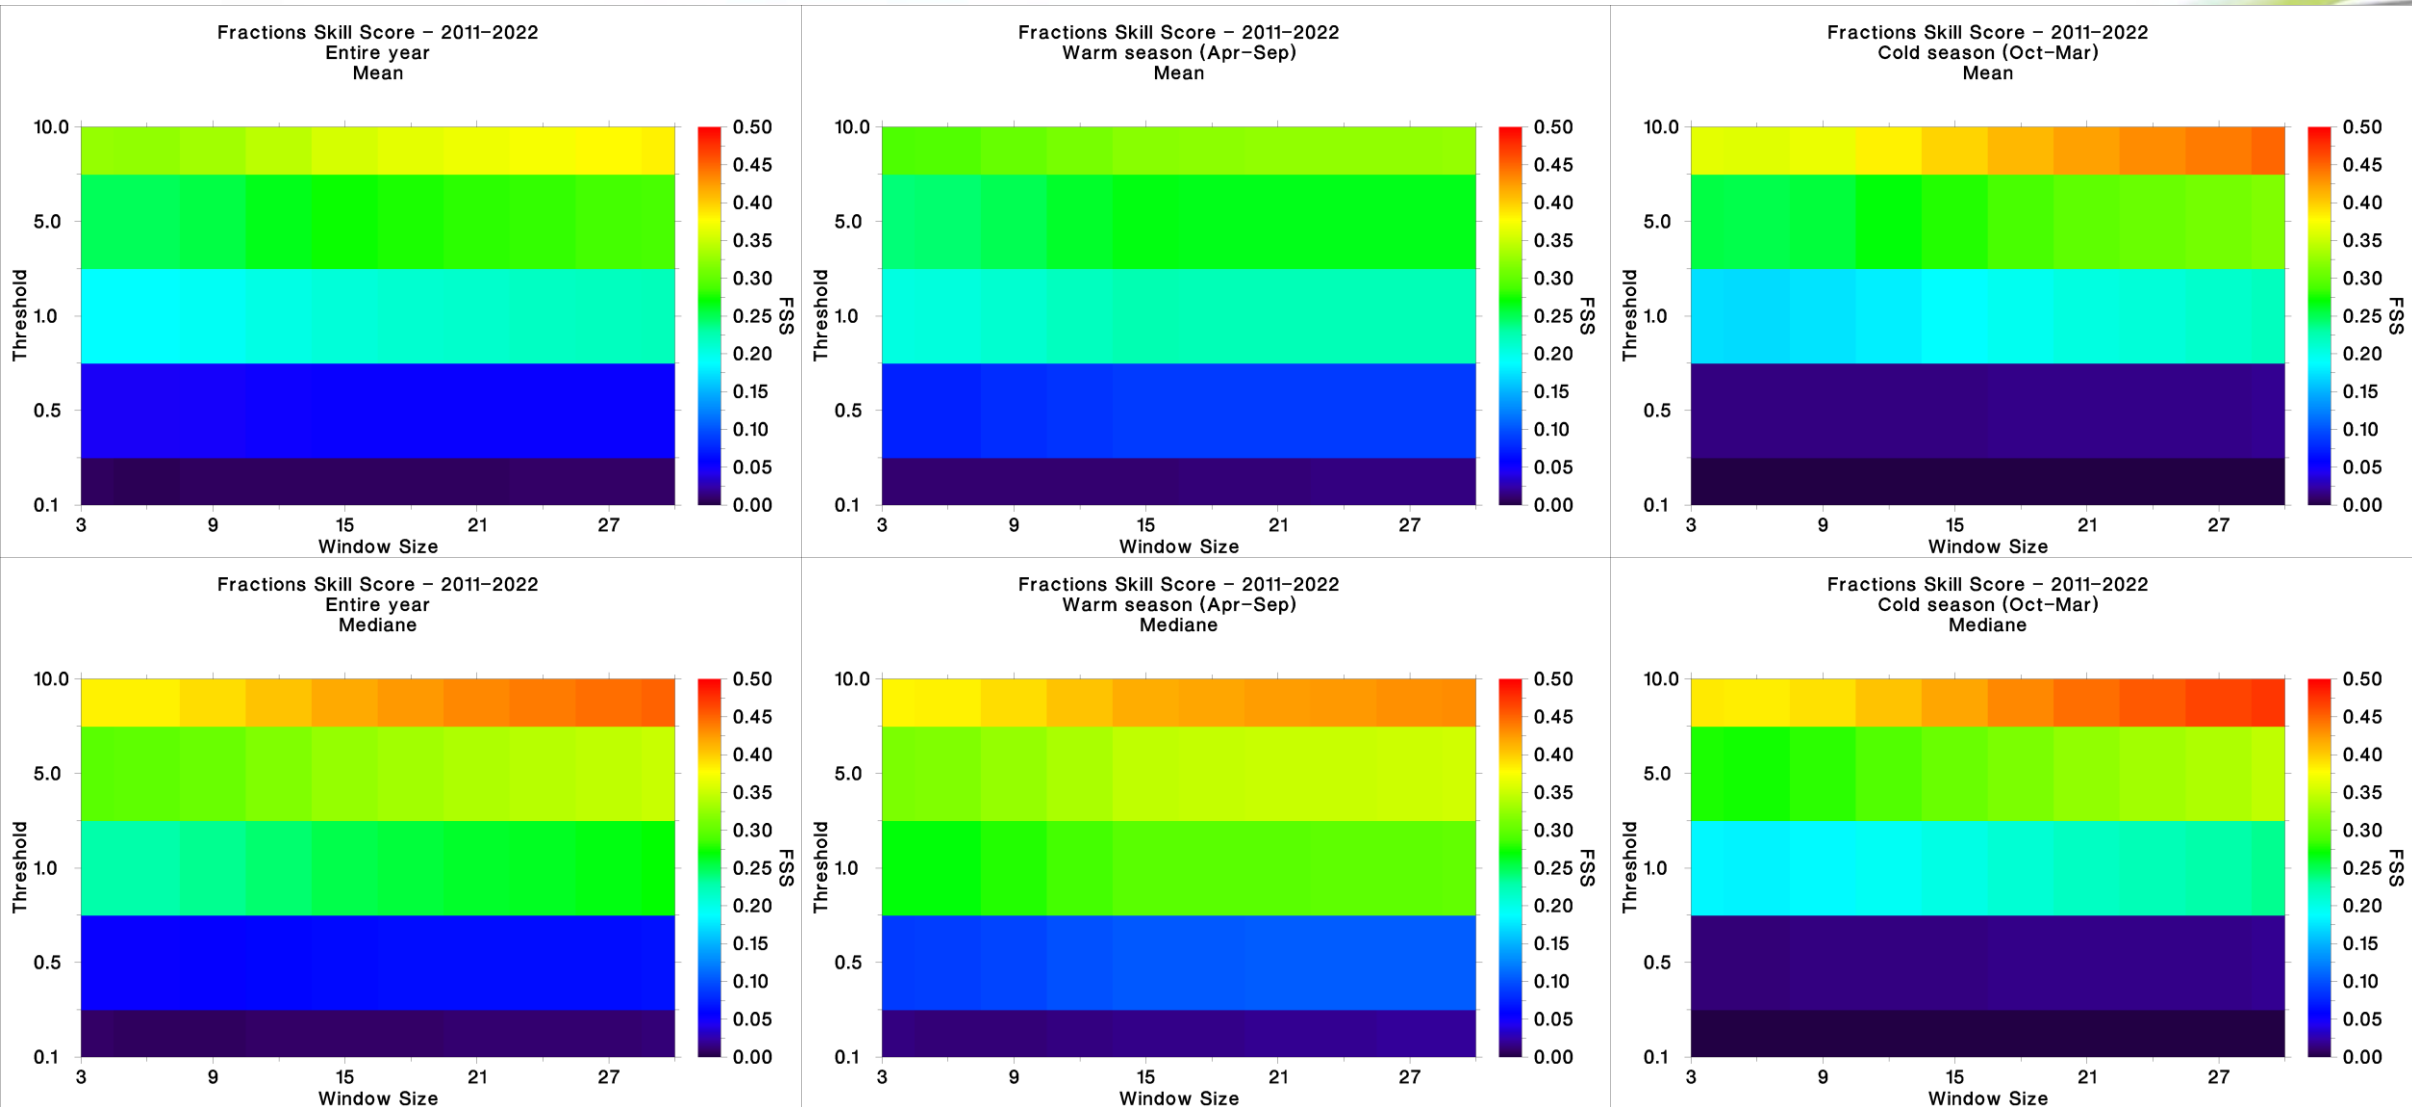 Fractions Skill Score - 2011-2022
Entire year
Mean
10.0
5.0
1.0
0.5
0.1
Threshold
3 9 15 21 27
Window Size
0.50
0.45
0.40
0.35
0.30
0.25
0.20
0.15
0.10
0.05
0.00
FSS
Fractions Skill Score - 2011-2022
Warm season (Apr-Sep)
Mean
10.0
5.0
1.0
0.5
0.1
Threshold
3 9 15 21 27
Window Size
0.50
0.45
0.40
0.35
0.30
0.25
0.20
0.15
0.10
0.05
0.00
FSS
Fractions Skill Score - 2011-2022
Cold season (Oct-Mar)
Mean
10.0
5.0
1.0
0.5
0.1
Threshold
3 9 15 21 27
Window Size
0.50
0.45
0.40
0.35
0.30
0.25
0.20
0.15
0.10
0.05
0.00
FSS
Fractions Skill Score - 2011-2022
Entire year
Mediane
10.0
5.0
1.0
0.5
0.1
Threshold
3 9 15 21 27
Window Size
0.50
0.45
0.40
0.35
0.30
0.25
0.20
0.15
0.10
0.05
0.00
FSS
Fractions Skill Score - 2011-2022
Warm season (Apr-Sep)
Mediane
10.0
5.0
1.0
0.5
0.1
Threshold
3 9 15 21 27
Window Size
0.50
0.45
0.40
0.35
0.30
0.25
0.20
0.15
0.10
0.05
0.00
FSS
Fractions Skill Score - 2011-2022
Cold season (Oct-Mar)
Mediane
10.0
5.0
1.0
0.5
0.1
Threshold
3 9 15 21 27
Window Size
0.50
0.45
0.40
0.35
0.30
0.25
0.20
0.15
0.10
0.05
0.00
FSS